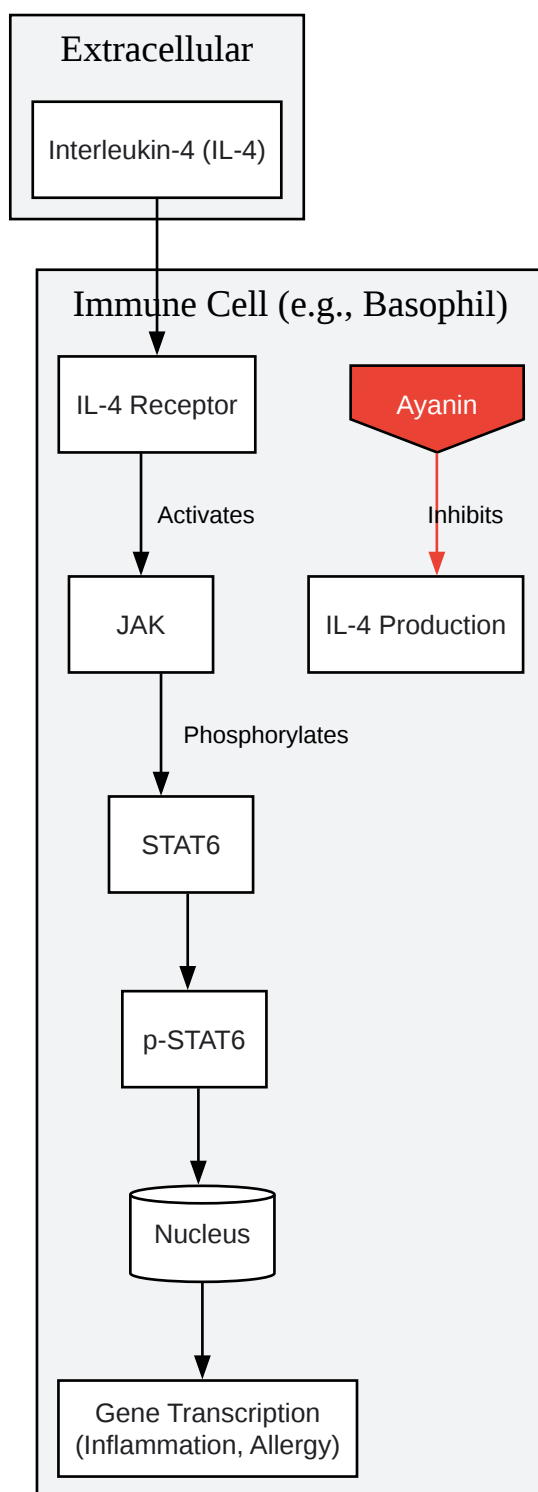 Extracellular
Interleukin-4 (IL-4)
Immune Cell (e.g., Basophil)
IL-4 Receptor
Ayanin
Activates
Inhibits
JAK
IL-4 Production
Phosphorylates
STAT6
p-STAT6
Nucleus
Gene Transcription
(Inflammation, Allergy)